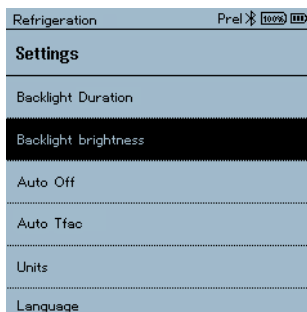 Refrigeration Prel 100%
Settings
Backlight Duration
Backlight brightness
Auto Off
Auto Tfac
Units
Language